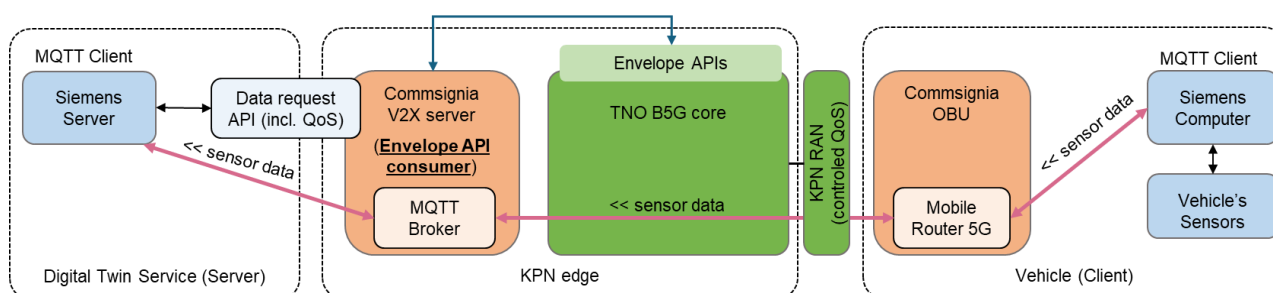 MQTT Client
Siemens
Server
Data request
API (incl. QoS)
<< sensor data
Digital Twin Service (Server)
Commsignia
V2X server
(Envelope API
consumer)
MQTT
Broker
Envelope APIs
TNO B5G core
<< sensor data
KPN edge
KPN RAN
(controled QoS)
Commsignia
OBU
Mobile
Router 5G
<< sensor data
MQTT Client
Siemens
Computer
Vehicle's
Sensors
Vehicle (Client)